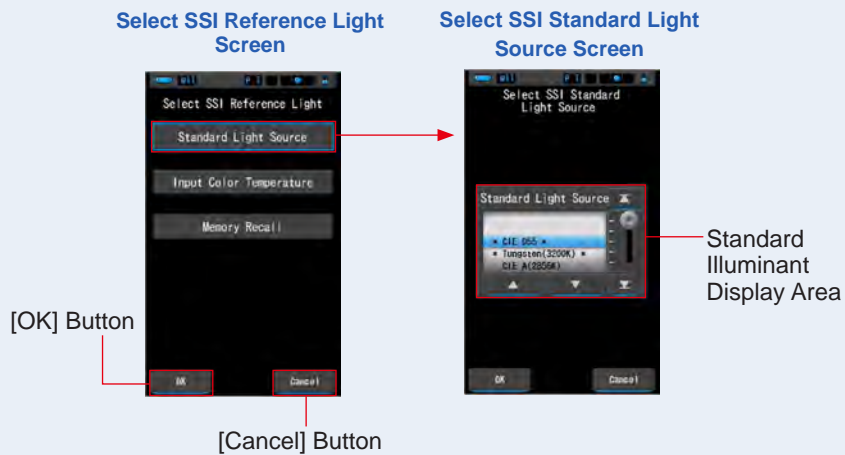 Select SSI Reference Light
Screen
Select SSI Reference Light
Standard Light Source
Input Color Temperature
Memory Recall
OK
Cancel
[OK] Button
[Cancel] Button
Select SSI Standard Light
Source Screen
Select SSI Standard
Light Source
Standard Light Source
* CIE D55 *
* Tungsten(3200K) *
CIE A(2856K)
OK
Cancel
Standard
Illuminant
Display Area